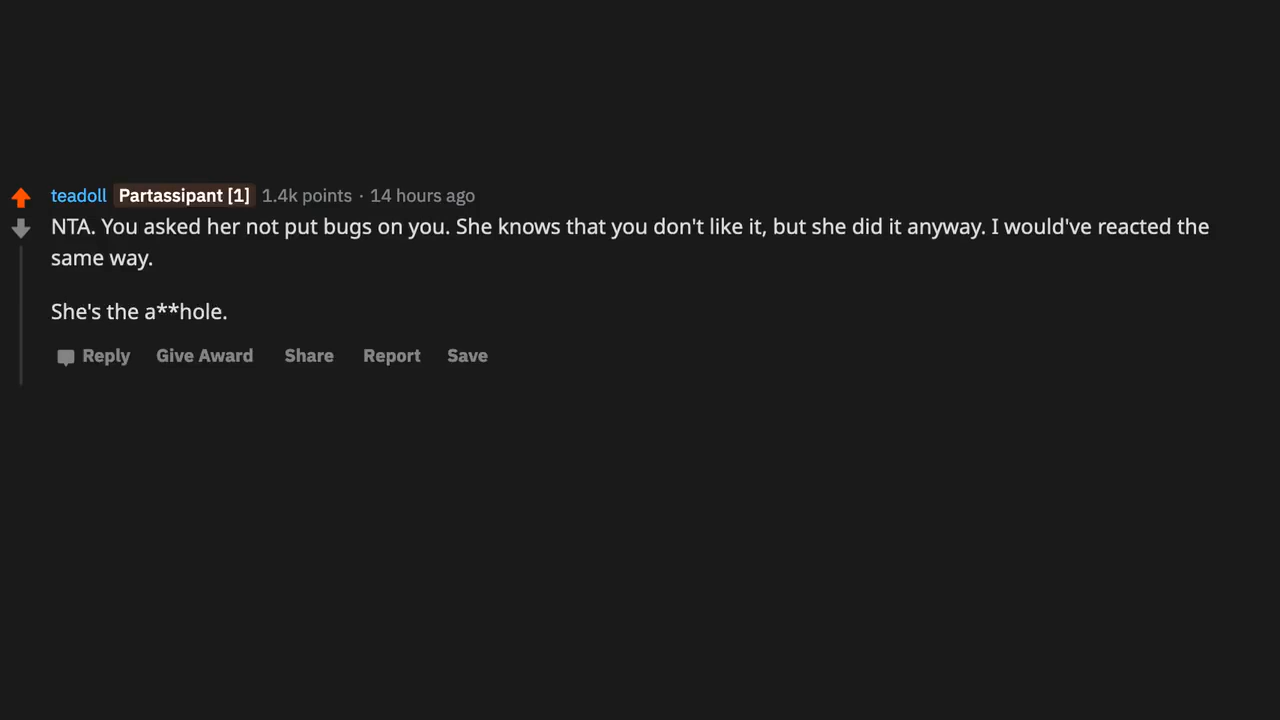 teadoll Partassipant [1] 1.4k points · 14 hours ago
NTA. You asked her not put bugs on you. She knows that you don't like it, but she did it anyway. I would've reacted the
same way.
She's the a**hole.
Reply Give Award Share Report Save